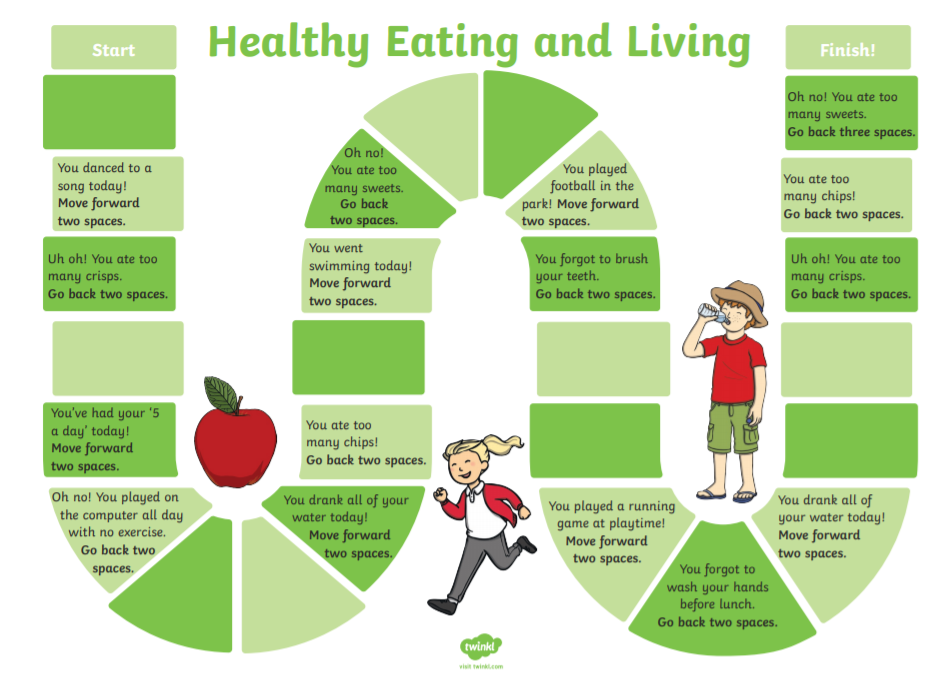 Healthy Eating and Living
Start
You danced to a
song today!
Move forward
two spaces.
Uh oh! You ate too
many crisps.
Go back two spaces.
You've had your '5
a day' today!
Move forward
two spaces.
Oh no! You played on
the computer all day
with no exercise.
Go back two
spaces.
You drank all of your
water today!
Move forward
two spaces.
You ate too
many chips!
Go back two spaces.
You went
swimming today!
Move forward
two spaces.
Oh no!
You ate too
many sweets.
Go back
two spaces.
You played
football in the
park! Move forward
two spaces.
You forgot to brush
your teeth.
Go back two spaces.
You played a running
game at playtime!
Move forward
two spaces.
You forgot to
wash your hands
before lunch.
Go back two spaces.
You drank all of
your water today!
Move forward
two spaces.
Uh oh! You ate too
many crisps.
Go back two spaces.
You ate too
many chips!
Go back two spaces.
Oh no! You ate too
many sweets.
Go back three spaces.
Finish!
twinkl
visit twinkl.com